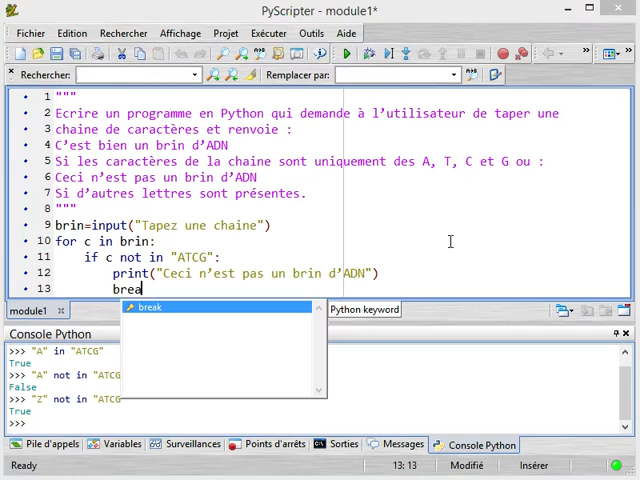 PyScripter - module1*
Fichier Edition Rechercher Affichage Projet Exécuter Outils Aide
Rechercher: Remplacer par:
1 """
2 Ecrire un programme en Python qui demande à l’utilisateur de taper une
3 chaine de caractères et renvoie :
4 C’est bien un brin d’ADN
5 Si les caractères de la chaine sont uniquement des A, T, C et G ou :
6 Ceci n’est pas un brin d’ADN
7 Si d’autres lettres sont présentes.
8 """
9 brin=input("Tapez une chaine")
10 for c in brin:
11 if c not in "ATCG":
12 print("Ceci n’est pas un brin d’ADN")
13 brea
break
Python keyword
module1
Console Python
>>> "A" in "ATCG"
True
>>> "A" not in "ATCG
False
>>> "Z" not in "ATCG
True
>>>
Pile d'appels Variables Surveillances Points d'arrêts Sorties Messages Console Python
Ready 13: 13 Modifié Insérer